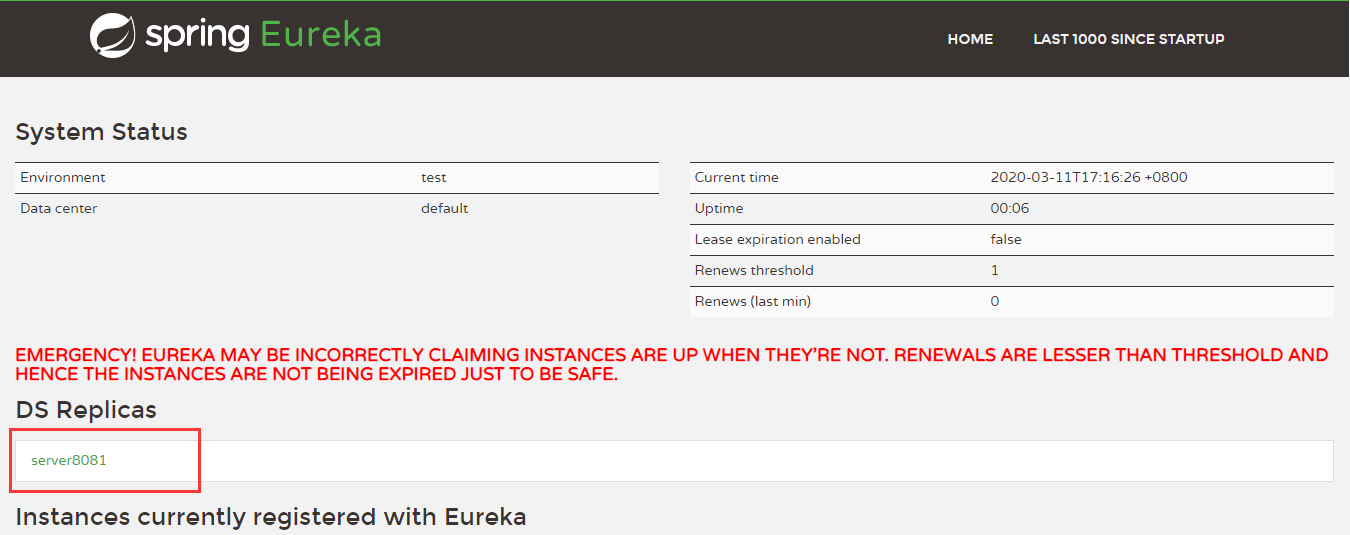 spring Eureka
HOME LAST 1000 SINCE STARTUP
System Status
Environment test
Data center default
Current time 2020-03-11T17:16:26 +0800
Uptime 00:06
Lease expiration enabled false
Renews threshold 1
Renews (last min) 0
EMERGENCY! EUREKA MAY BE INCORRECTLY CLAIMING INSTANCES ARE UP WHEN THEY'RE NOT. RENEWALS ARE LESSER THAN THRESHOLD AND
HENCE THE INSTANCES ARE NOT BEING EXPIRED JUST TO BE SAFE.
DS Replicas
server8081
Instances currently registered with Eureka